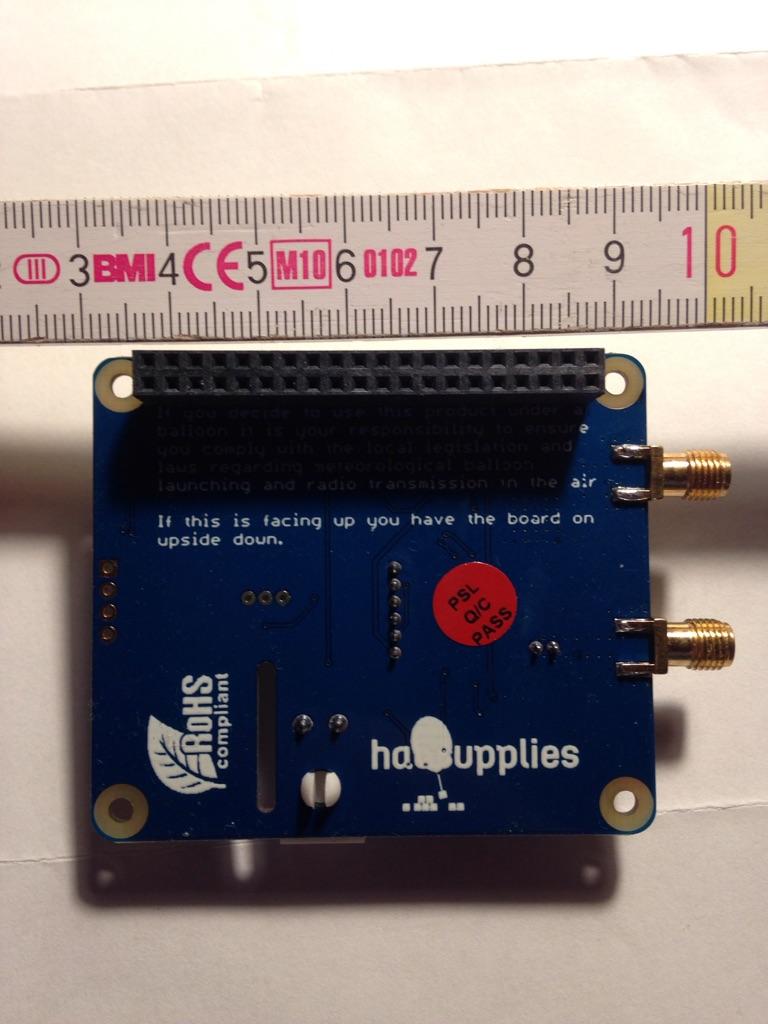 III 3 BMI 4 CE 5 M10 6 0102 7 8 9 10
If you decide to use this product under a
balloon it is your responsibility to ensure
you comply with the local legislation and
laws regarding meteorological balloon
launching and radio transmission in the air
If this is facing up you have the board on
upside down.
PSL
Q/C
PASS
RoHS
compliant
habsupplies